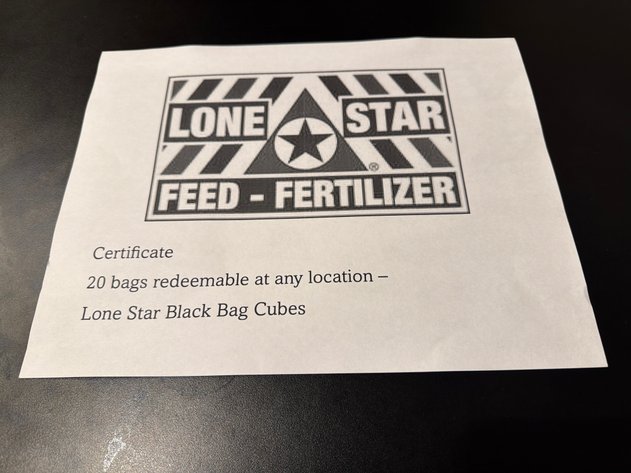 LONE STAR
®
FEED - FERTILIZER
Certificate
20 bags redeemable at any location –
Lone Star Black Bag Cubes